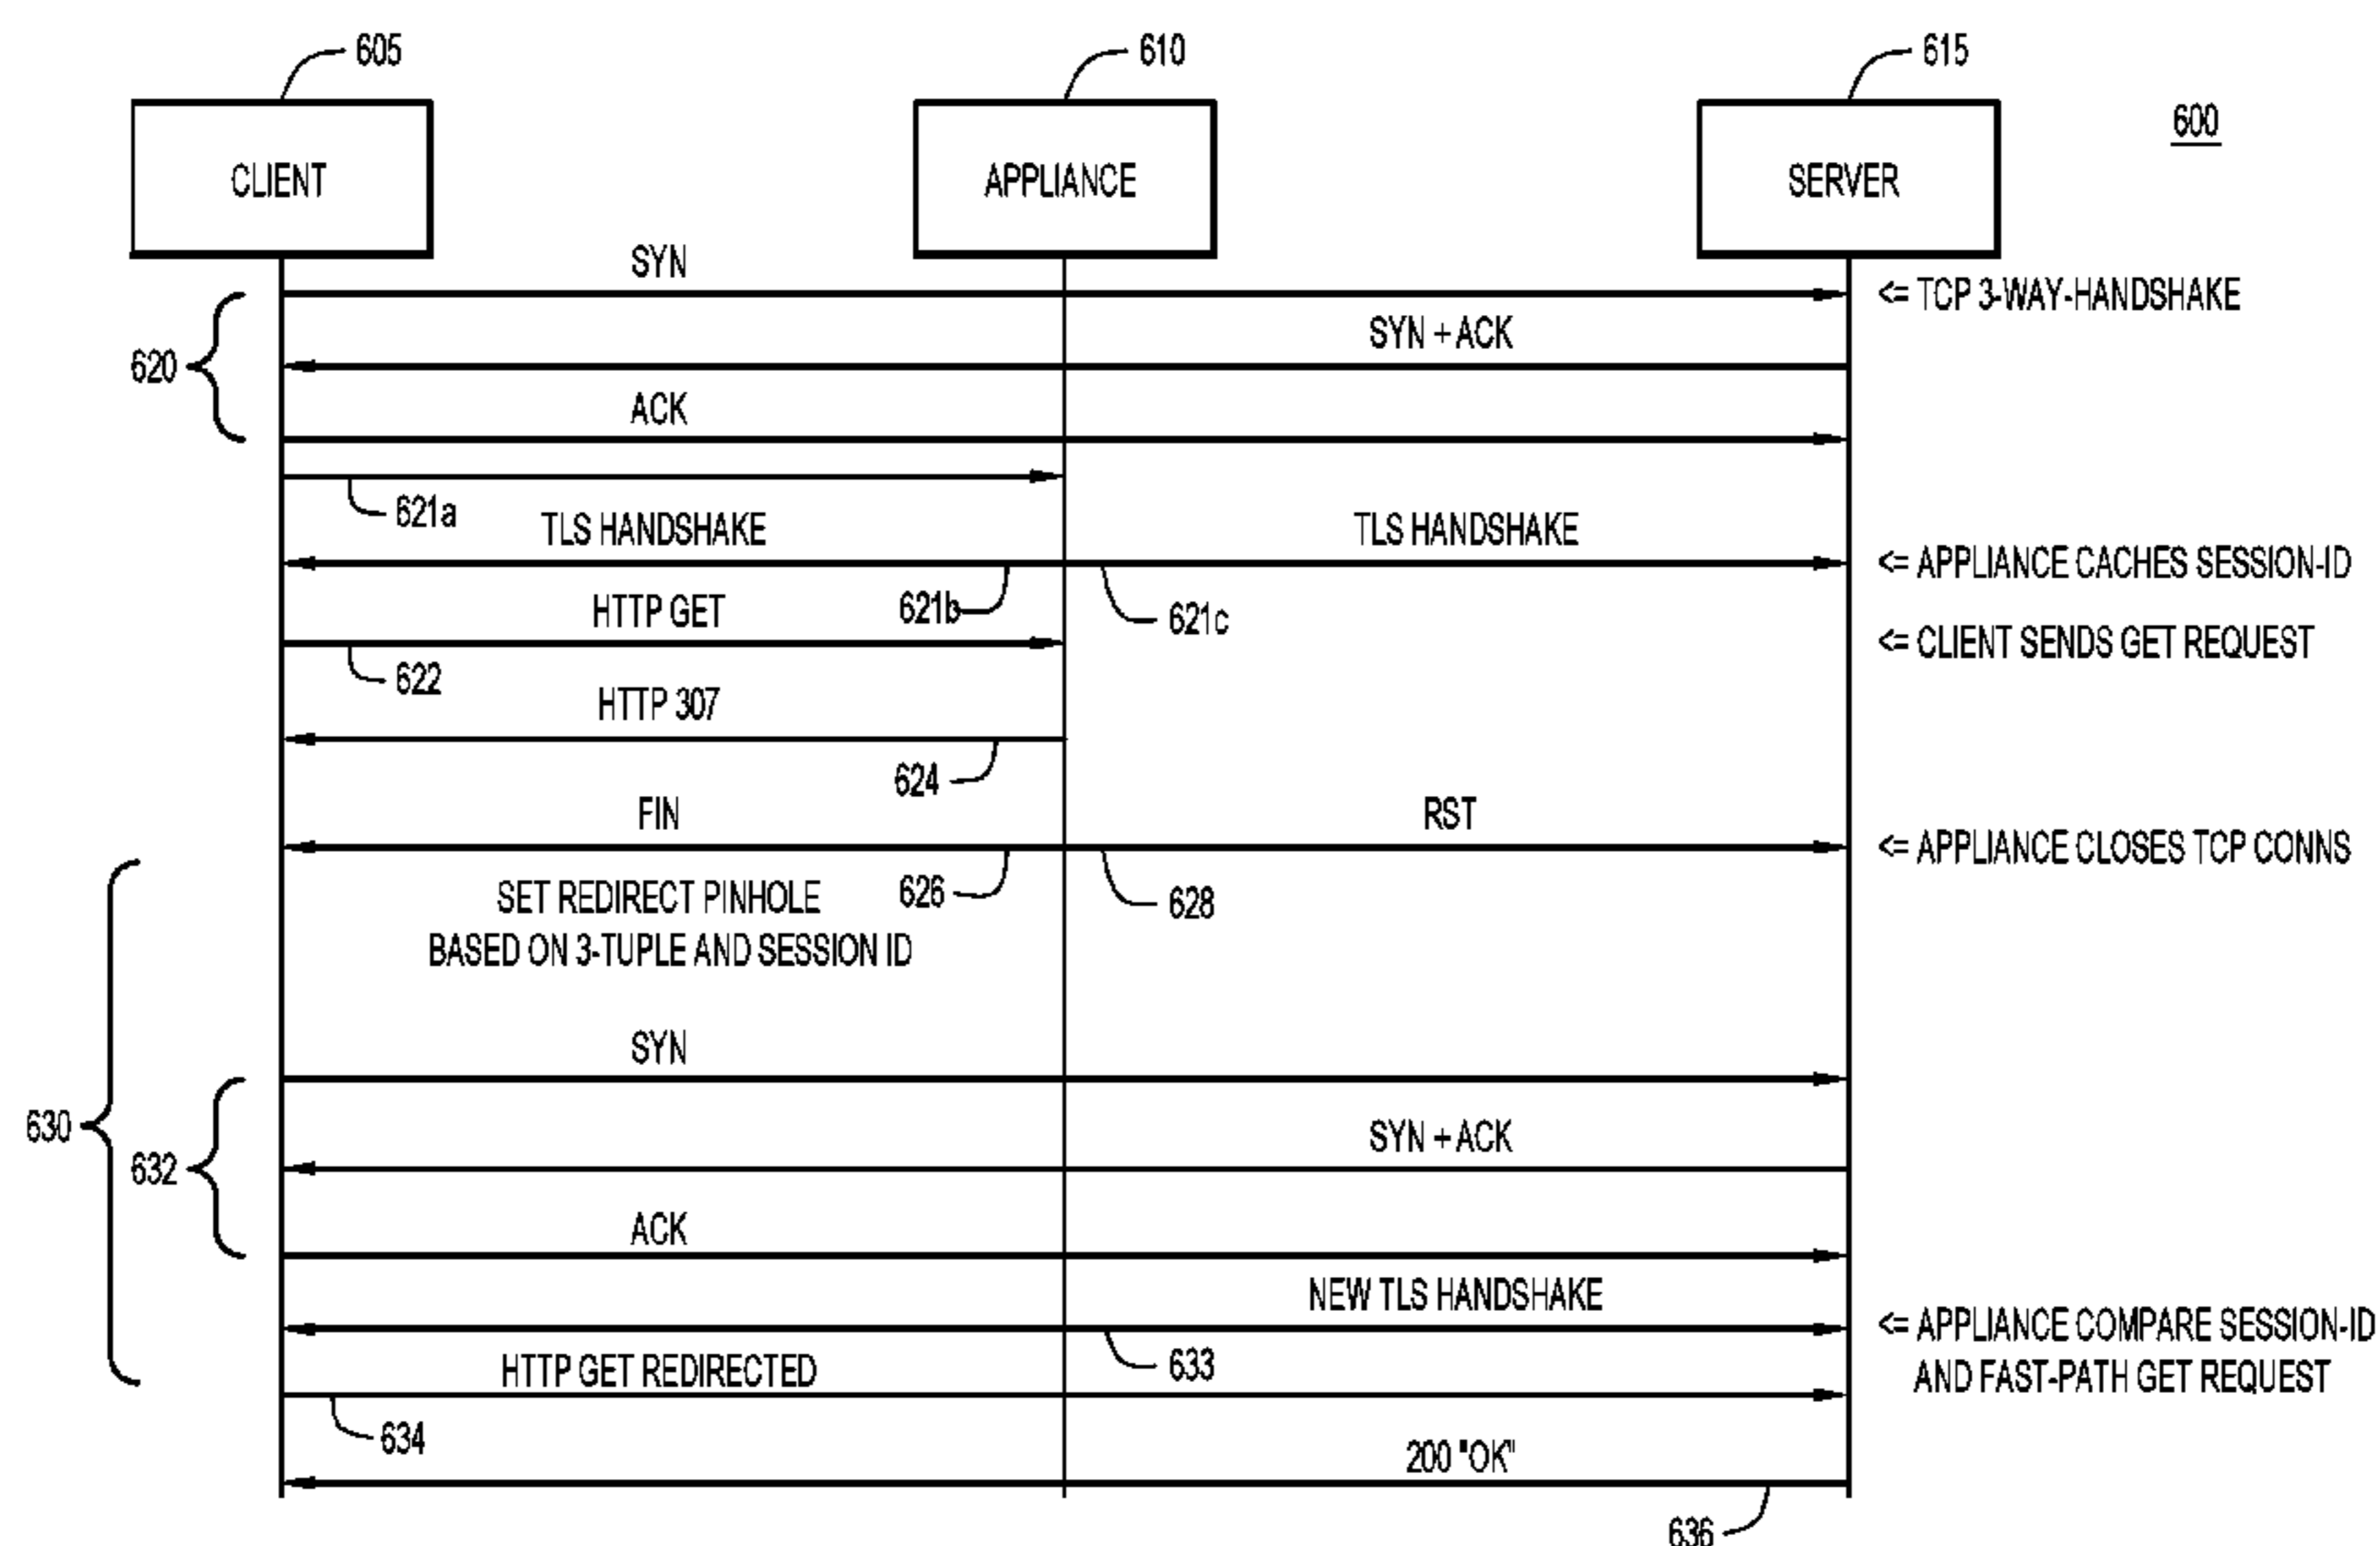 605
610
615
600
CLIENT
APPLIANCE
SERVER
SYN
<= TCP 3-WAY-HANDSHAKE
SYN + ACK
620
ACK
621a
TLS HANDSHAKE
TLS HANDSHAKE
<= APPLIANCE CACHES SESSION-ID
HTTP GET
621b
621c
<= CLIENT SENDS GET REQUEST
622
HTTP 307
624
FIN
RST
<= APPLIANCE CLOSES TCP CONNS
626
628
SET REDIRECT PINHOLE
BASED ON 3-TUPLE AND SESSION ID
SYN
630
SYN + ACK
632
ACK
NEW TLS HANDSHAKE
<= APPLIANCE COMPARE SESSION-ID
AND FAST-PATH GET REQUEST
633
HTTP GET REDIRECTED
634
200 "OK"
636